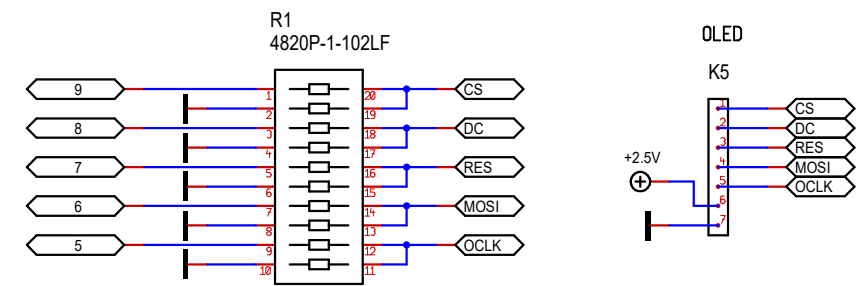 R1
4820P-1-102LF
9 1 20 CS
2 19
8 3 18 DC
4 17
7 5 16 RES
6 15
6 7 14 MOSI
8 13
5 9 12 OCLK
10 11
OLED
K5
1 CS
2 DC
3 RES
4 MOSI
+2.5V
5 OCLK
6
7